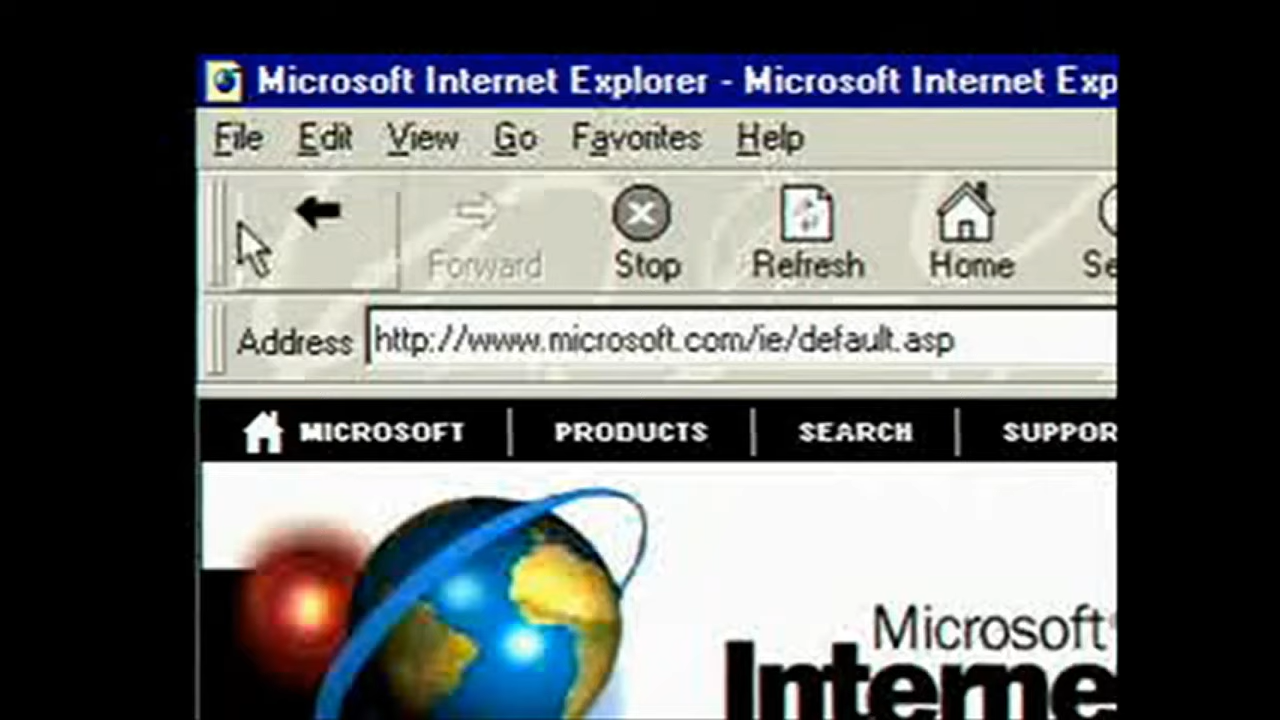 Microsoft Internet Explorer - Microsoft Internet Exp
File Edit View Go Favorites Help
Forward Stop Refresh Home Se
Address http://www.microsoft.com/ie/default.asp
MICROSOFT PRODUCTS SEARCH SUPPOR
Microsoft
Interne